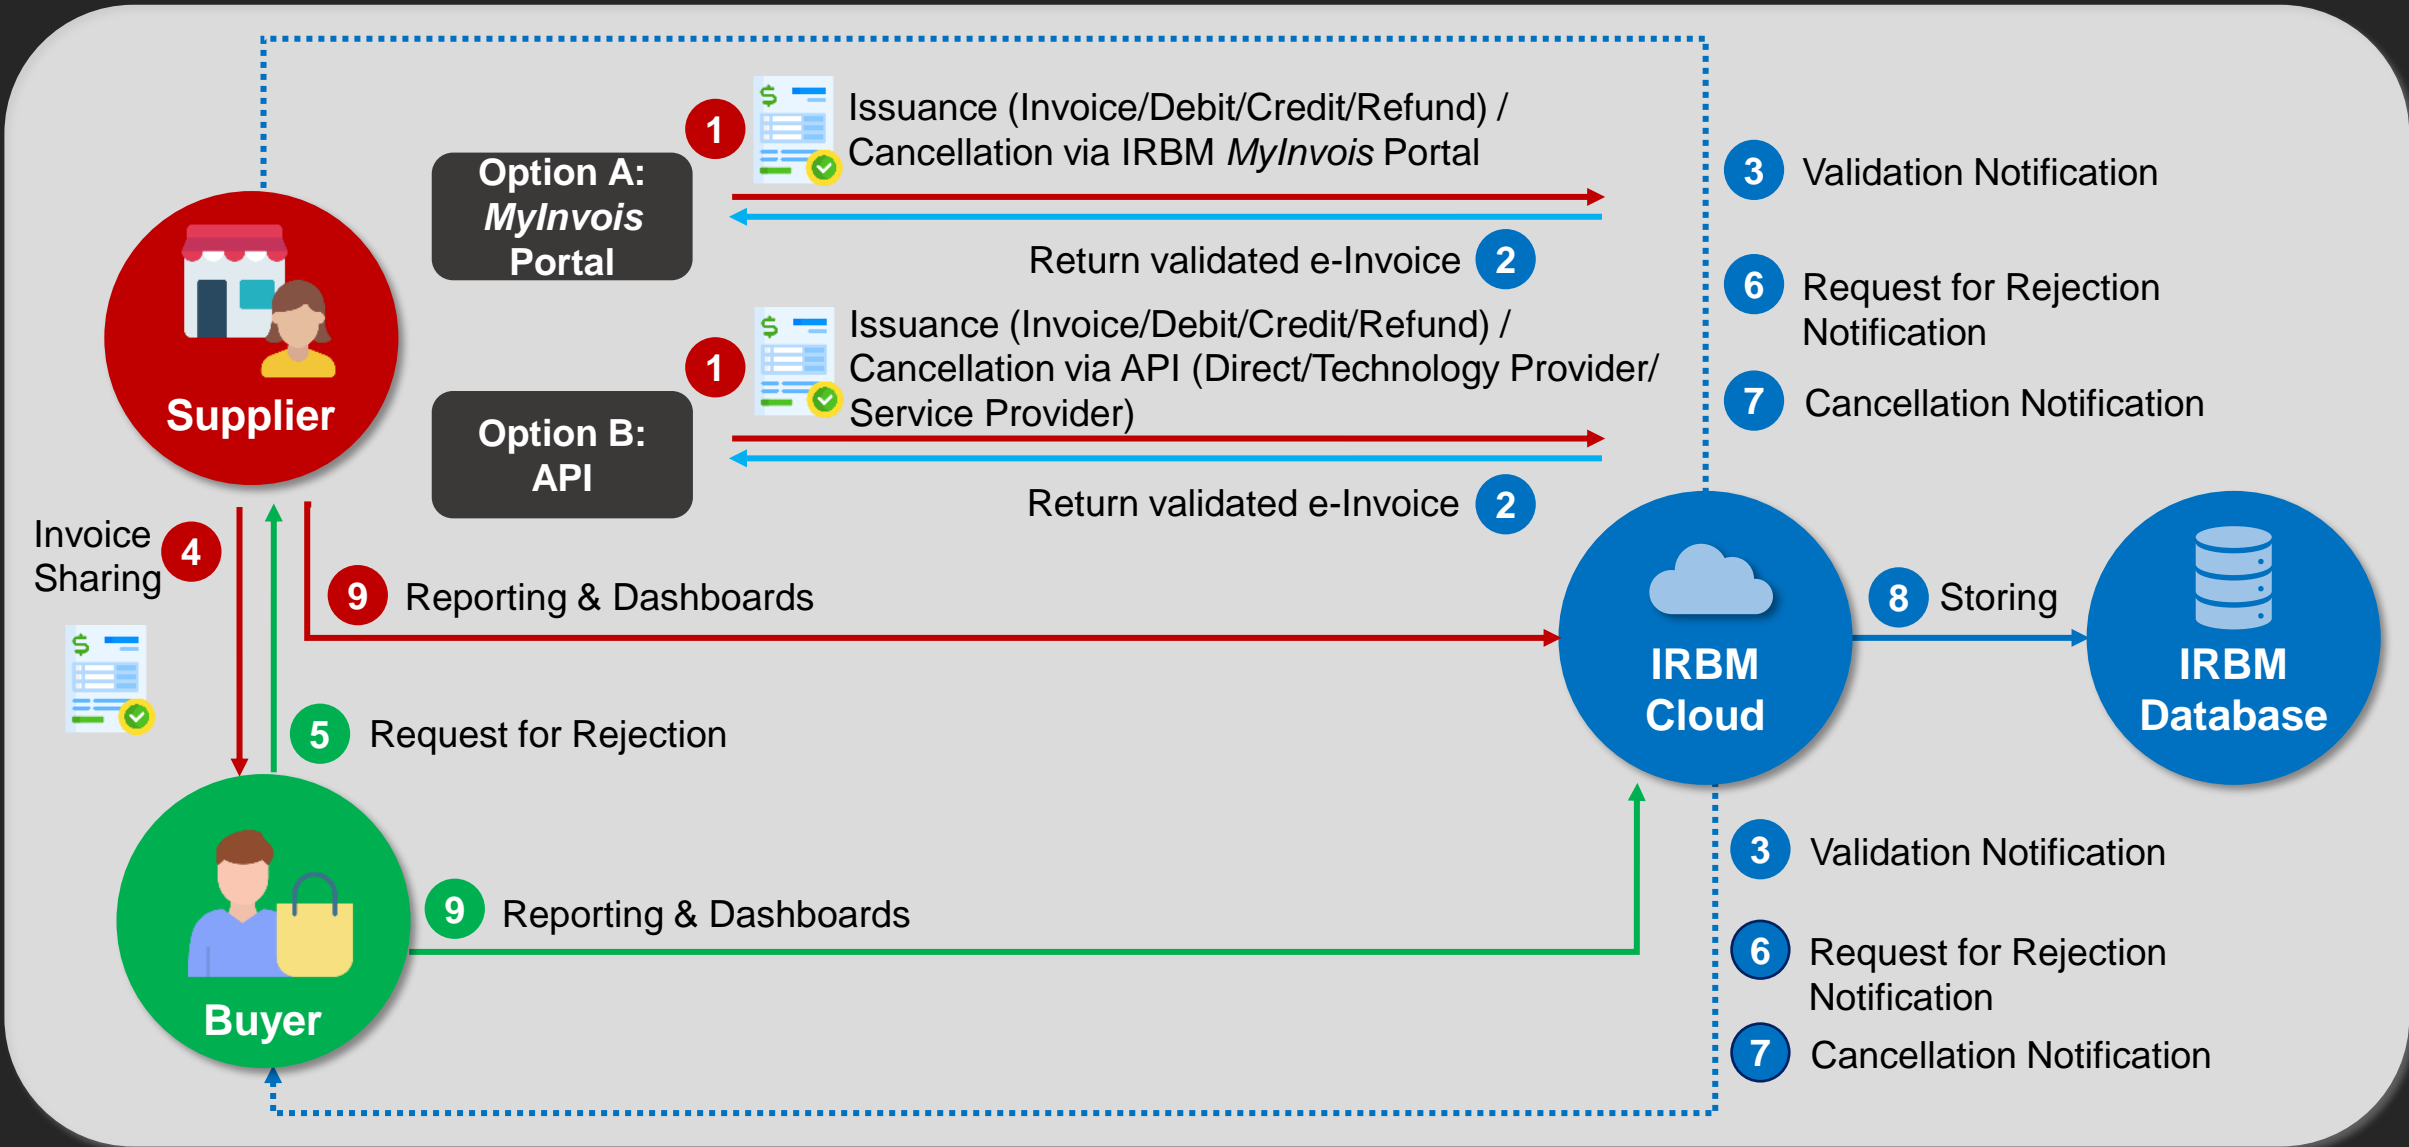 1
Issuance (Invoice/Debit/Credit/Refund) /
Cancellation via IRBM MyInvois Portal
Option A:
MyInvois
Portal
Return validated e-Invoice 2
1
Issuance (Invoice/Debit/Credit/Refund) /
Cancellation via API (Direct/Technology Provider/
Service Provider)
Option B:
API
Return validated e-Invoice 2
3 Validation Notification
6 Request for Rejection
Notification
7 Cancellation Notification
Supplier
Invoice
Sharing
4
9 Reporting & Dashboards
8 Storing
IRBM
Cloud
IRBM
Database
5 Request for Rejection
9 Reporting & Dashboards
Buyer
3 Validation Notification
6 Request for Rejection
Notification
7 Cancellation Notification